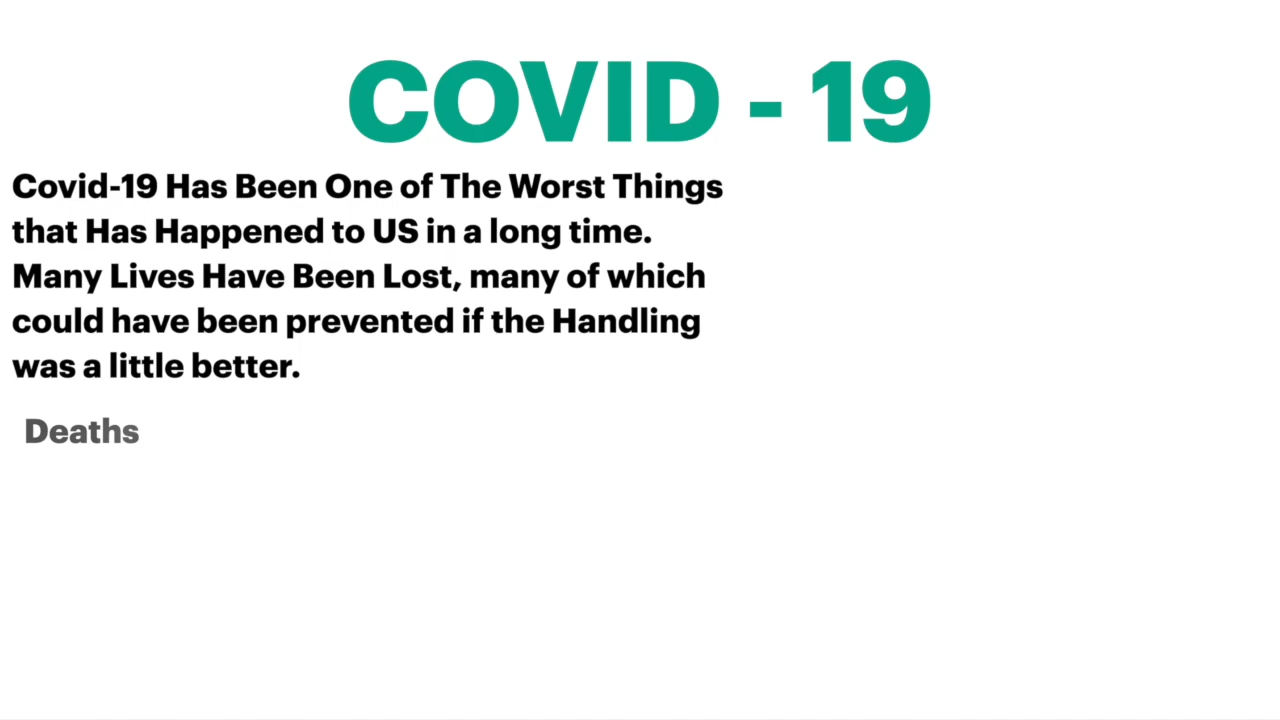 COVID - 19
Covid-19 Has Been One of The Worst Things
that Has Happened to US in a long time.
Many Lives Have Been Lost, many of which
could have been prevented if the Handling
was a little better.
Deaths